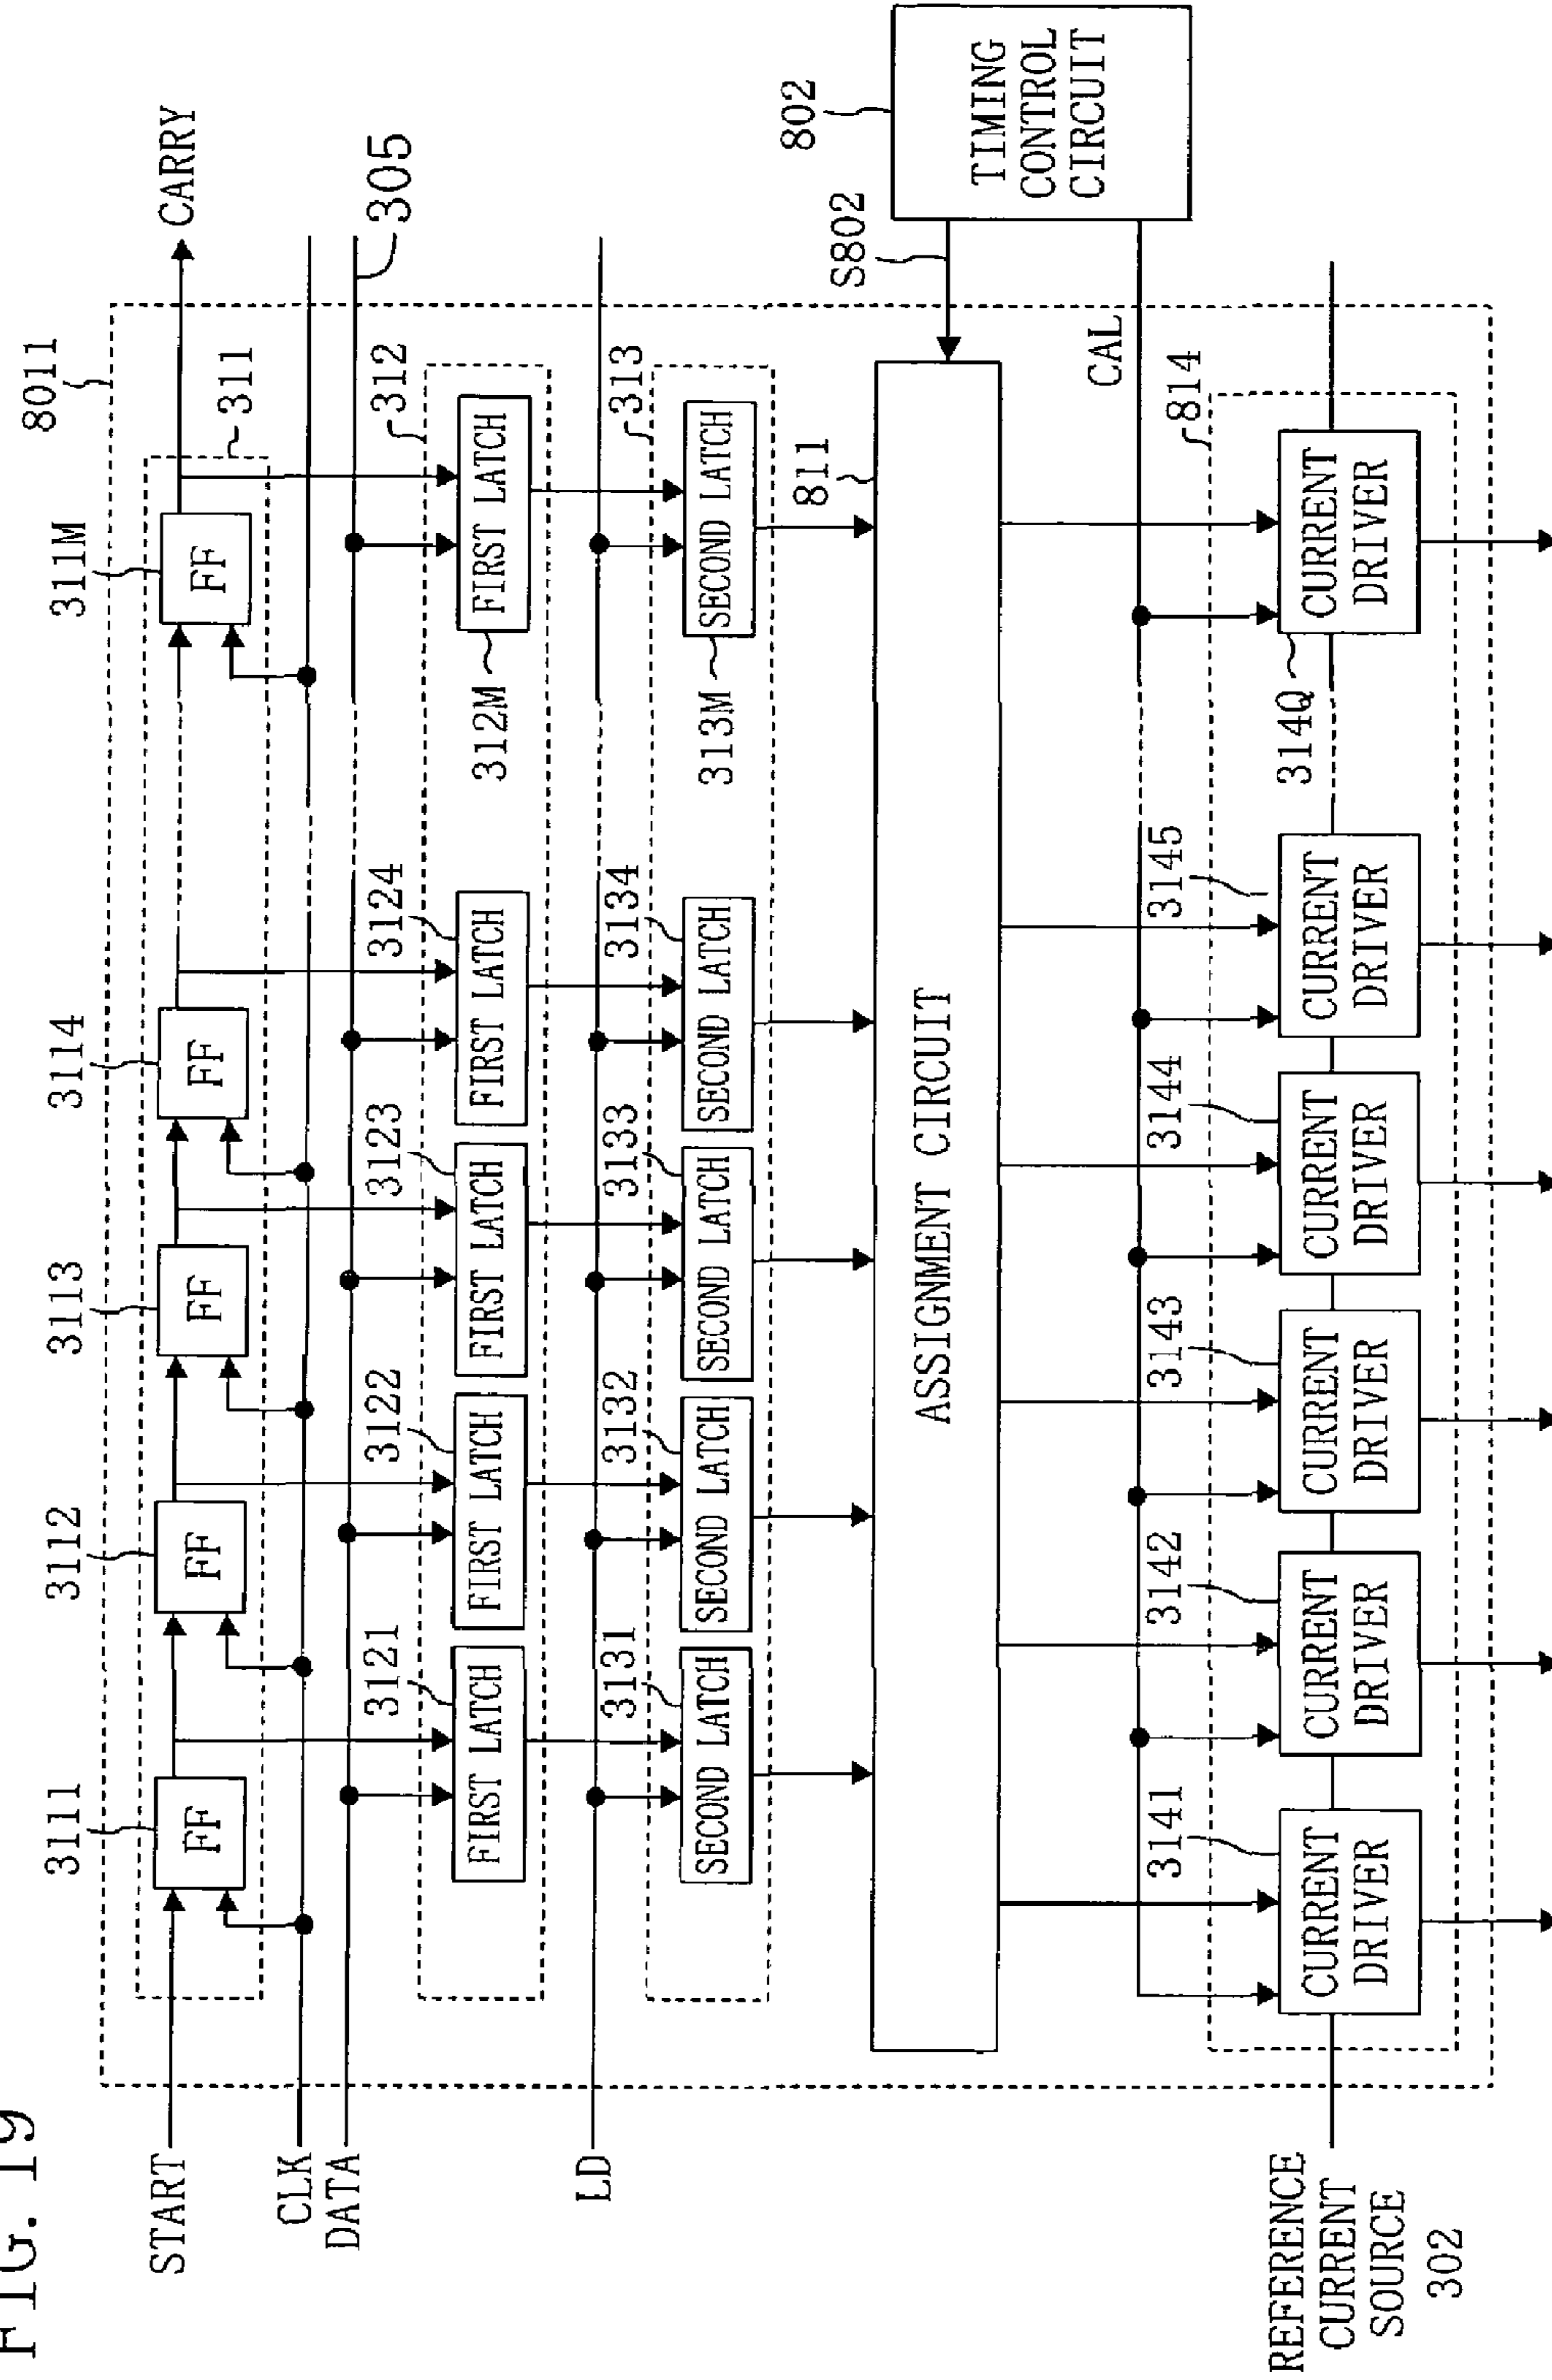 FIG. 19
8011
311
311M
3114
3113
3112
3111
FF
FF
FF
FF
FF
START
CARRY
CLK
DATA
305
312
3121
3122
3123
3124
312M
FIRST LATCH
FIRST LATCH
FIRST LATCH
FIRST LATCH
FIRST LATCH
LD
313
3131
3132
3133
3134
313M
SECOND LATCH
SECOND LATCH
SECOND LATCH
SECOND LATCH
SECOND LATCH
811
ASSIGNMENT CIRCUIT
S802
802
TIMING
CONTROL
CIRCUIT
CAL
814
3141
3142
3143
3144
3145
314Q
CURRENT
DRIVER
CURRENT
DRIVER
CURRENT
DRIVER
CURRENT
DRIVER
CURRENT
DRIVER
CURRENT
DRIVER
REFERENCE
CURRENT
SOURCE
302